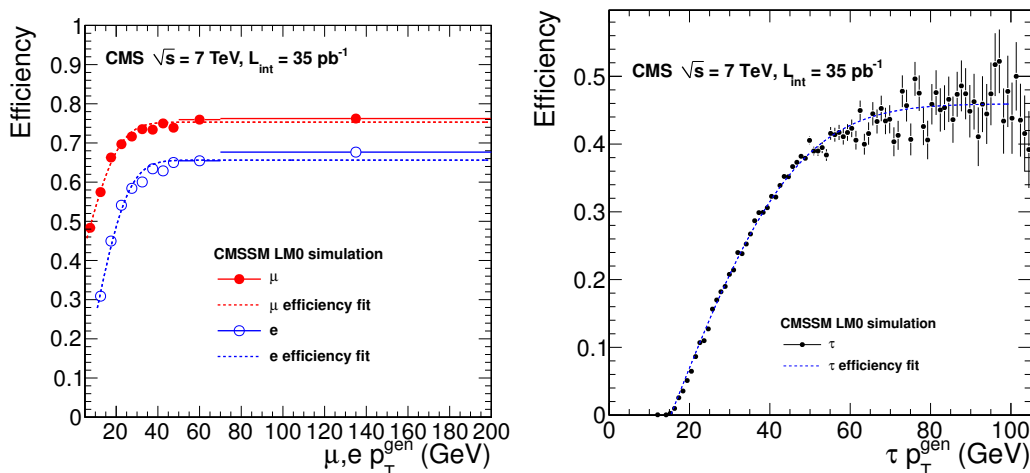 Efficiency
1
0.9
0.8
0.7
0.6
0.5
0.4
0.3
0.2
0.1
0
CMS √s = 7 TeV, L_int = 35 pb⁻¹
CMSSM LM0 simulation
μ
μ efficiency fit
e
e efficiency fit
20 40 60 80 100 120 140 160 180 200
μ,e p_T^gen (GeV)
Efficiency
0.5
0.4
0.3
0.2
0.1
0
CMS √s = 7 TeV, L_int = 35 pb⁻¹
CMSSM LM0 simulation
τ
τ efficiency fit
0 20 40 60 80 100
τ p_T^gen (GeV)